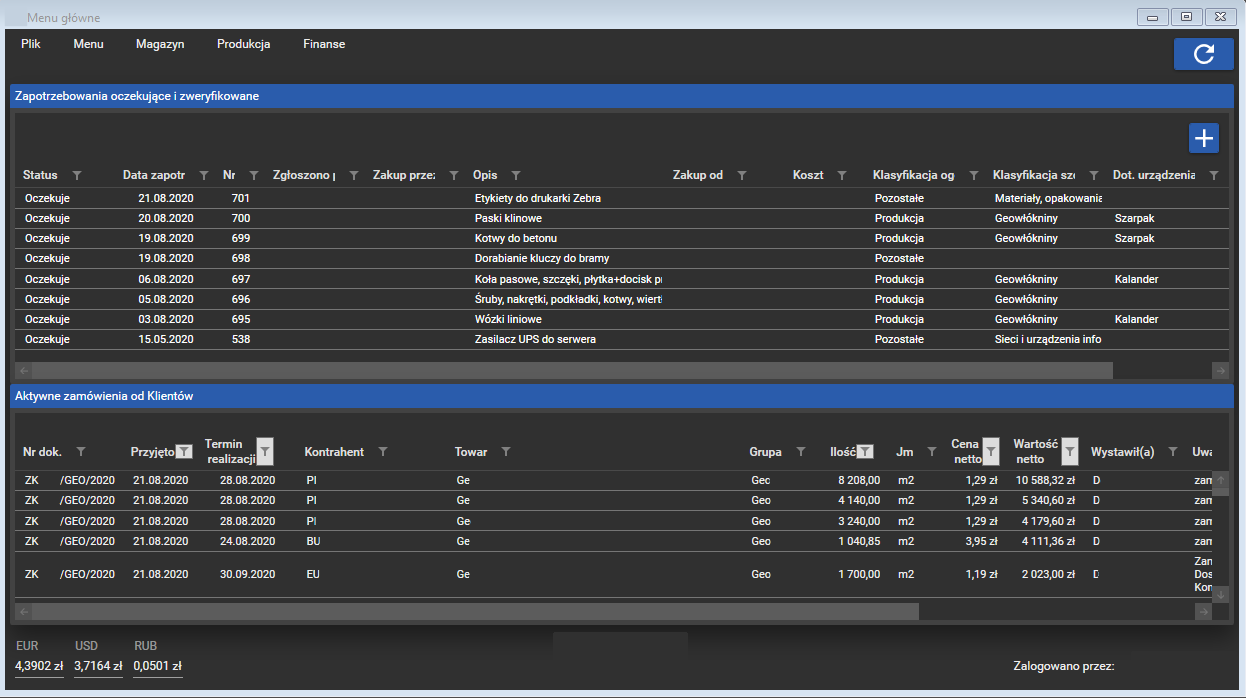 Menu główne
Plik Menu Magazyn Produkcja Finanse
Zapotrzebowania oczekujące i zweryfikowane
Status Data zapotr Nr Zgłoszono Zakup prze: Opis Zakup od Koszt Klasyfikacja og Klasyfikacja szc Dot. urządzenia
Oczekuje 21.08.2020 701 Etykiety do drukarki Zebra Pozostałe Materiały, opakowania
Oczekuje 20.08.2020 700 Paski klinowe Produkcja Geowłókniny Szarpak
Oczekuje 19.08.2020 699 Kotwy do betonu Produkcja Geowłókniny Szarpak
Oczekuje 19.08.2020 698 Dorabianie kluczy do bramy Pozostałe
Oczekuje 06.08.2020 697 Koła pasowe, szczęki, płytka+docisk pr Produkcja Geowłókniny Kalander
Oczekuje 05.08.2020 696 Śruby, nakrętki, podkładki, kotwy, wiert Produkcja Geowłókniny
Oczekuje 03.08.2020 695 Wózki liniowe Produkcja Geowłókniny Kalander
Oczekuje 15.05.2020 538 Zasilacz UPS do serwera Pozostałe Sieci i urządzenia info
Aktywne zamówienia od Klientów
Nr dok. Przyjęto Termin realizacji Kontrahent Towar Grupa Ilość Jm Cena netto Wartość netto Wystawił(a) Uwa
ZK /GEO/2020 21.08.2020 28.08.2020 PI Ge Geo 8 208,00 m2 1,29 zł 10 588,32 zł D zam
ZK /GEO/2020 21.08.2020 28.08.2020 PI Ge Geo 4 140,00 m2 1,29 zł 5 340,60 zł D zam
ZK /GEO/2020 21.08.2020 28.08.2020 PI Ge Geo 3 240,00 m2 1,29 zł 4 179,60 zł D zam
ZK /GEO/2020 21.08.2020 24.08.2020 BU Ge Geo 1 040,85 m2 3,95 zł 4 111,36 zł D zam
ZK /GEO/2020 21.08.2020 30.09.2020 EU Ge Geo 1 700,00 m2 1,19 zł 2 023,00 zł D Zam
Dos
Kon
EUR USD RUB
4,3902 zł 3,7164 zł 0,0501 zł
Zalogowano przez: